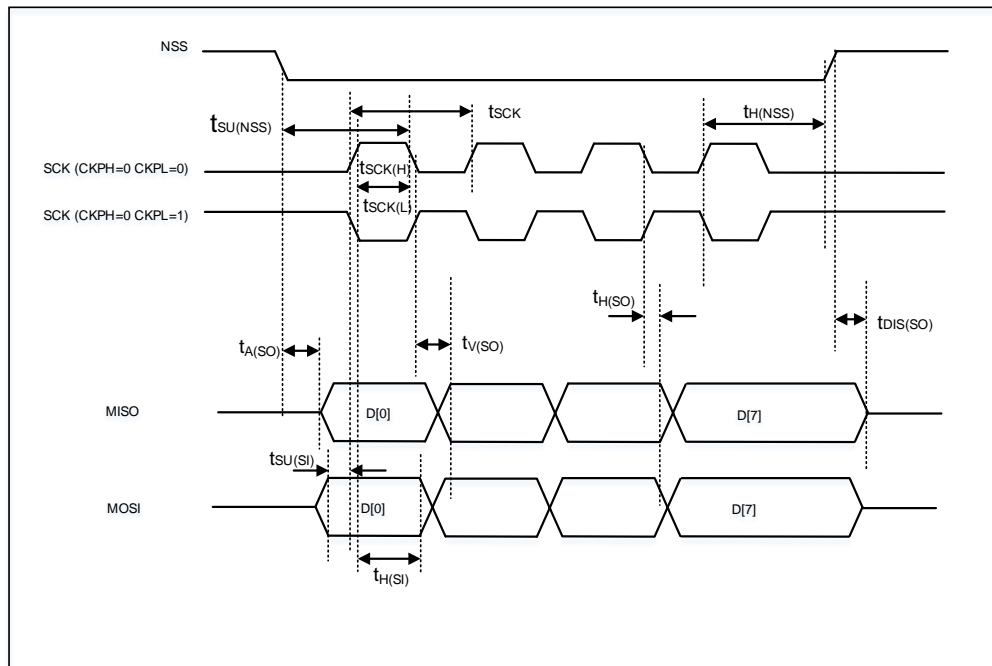 NSS
tSCK
tSU(NSS)
tH(NSS)
SCK (CKPH=0 CKPL=0)
tSCK(H)
tSCK(L)
SCK (CKPH=0 CKPL=1)
tH(SO)
tDIS(SO)
tA(SO)
tV(SO)
MISO
D[0]
D[7]
tSU(SI)
MOSI
D[0]
D[7]
tH(SI)